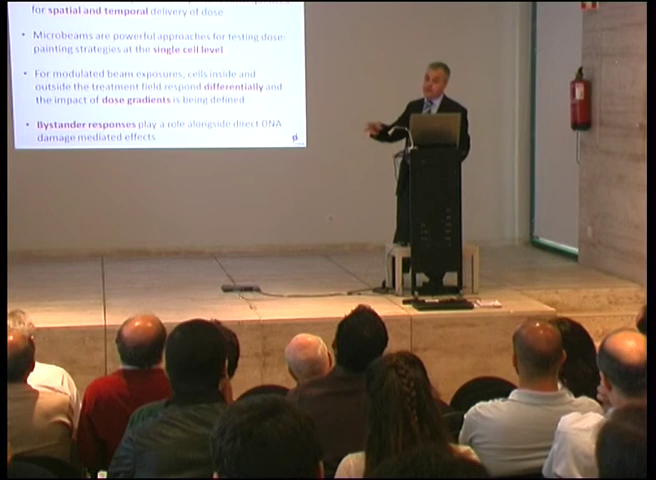 for spatial and temporal delivery of dose
• Microbeams are powerful approaches for testing dose
painting strategies at the single cell level
• For modulated beam exposures, cells inside and
outside the treatment field respond differentially and
the impact of dose gradients is being defined
• Bystander responses play a role alongside direct DNA
damage mediated effects